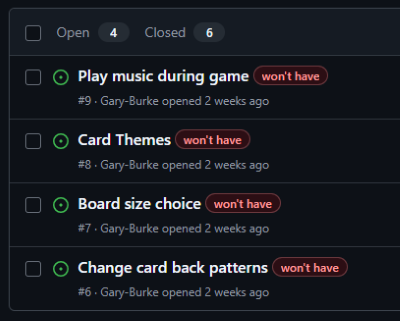 Open 4 Closed 6
Play music during game won't have
#9 · Gary-Burke opened 2 weeks ago
Card Themes won't have
#8 · Gary-Burke opened 2 weeks ago
Board size choice won't have
#7 · Gary-Burke opened 2 weeks ago
Change card back patterns won't have
#6 · Gary-Burke opened 2 weeks ago